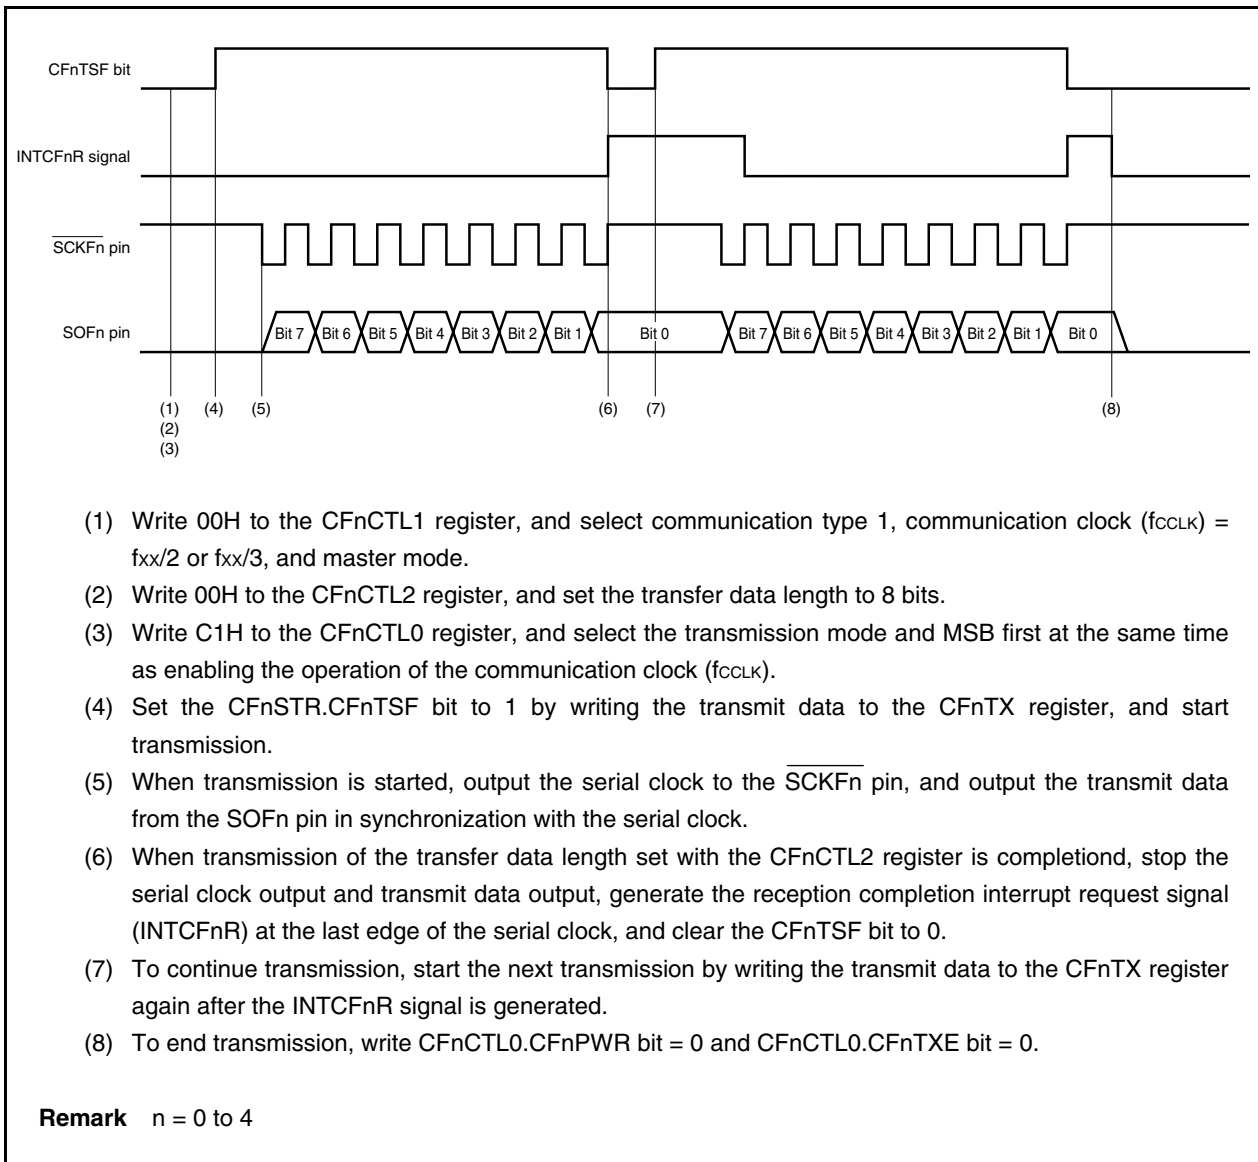 CFnTSF bit
INTCFnR signal
SCKFn pin
SOFn pin
Bit 7 Bit 6 Bit 5 Bit 4 Bit 3 Bit 2 Bit 1 Bit 0 Bit 7 Bit 6 Bit 5 Bit 4 Bit 3 Bit 2 Bit 1 Bit 0
(1) (4) (5) (6) (7) (8)
(2)
(3)
(1) Write 00H to the CFnCTL1 register, and select communication type 1, communication clock (fCCLK) =
fXX/2 or fXX/3, and master mode.
(2) Write 00H to the CFnCTL2 register, and set the transfer data length to 8 bits.
(3) Write C1H to the CFnCTL0 register, and select the transmission mode and MSB first at the same time
as enabling the operation of the communication clock (fCCLK).
(4) Set the CFnSTR.CFnTSF bit to 1 by writing the transmit data to the CFnTX register, and start
transmission.
(5) When transmission is started, output the serial clock to the SCKFn pin, and output the transmit data
from the SOFn pin in synchronization with the serial clock.
(6) When transmission of the transfer data length set with the CFnCTL2 register is completiond, stop the
serial clock output and transmit data output, generate the reception completion interrupt request signal
(INTCFnR) at the last edge of the serial clock, and clear the CFnTSF bit to 0.
(7) To continue transmission, start the next transmission by writing the transmit data to the CFnTX register
again after the INTCFnR signal is generated.
(8) To end transmission, write CFnCTL0.CFnPWR bit = 0 and CFnCTL0.CFnTXE bit = 0.
Remark n = 0 to 4